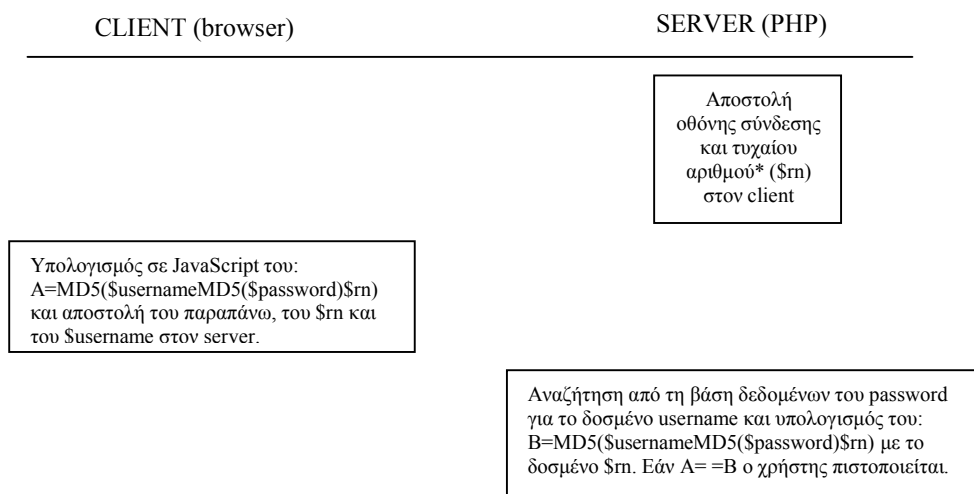 CLIENT (browser)
SERVER (PHP)
Αποστολή
οθόνης σύνδεσης
και τυχαίου
αριθμού* ($rn)
στον client
Υπολογισμός σε JavaScript του:
A=MD5($usernameMD5($password)$rn)
και αποστολή του παραπάνω, του $rn και
του $username στον server.
Αναζήτηση από τη βάση δεδομένων του password
για το δοσμένο username και υπολογισμός του:
B=MD5($usernameMD5($password)$rn) με το
δοσμένο $rn. Εάν A= =B ο χρήστης πιστοποιείται.